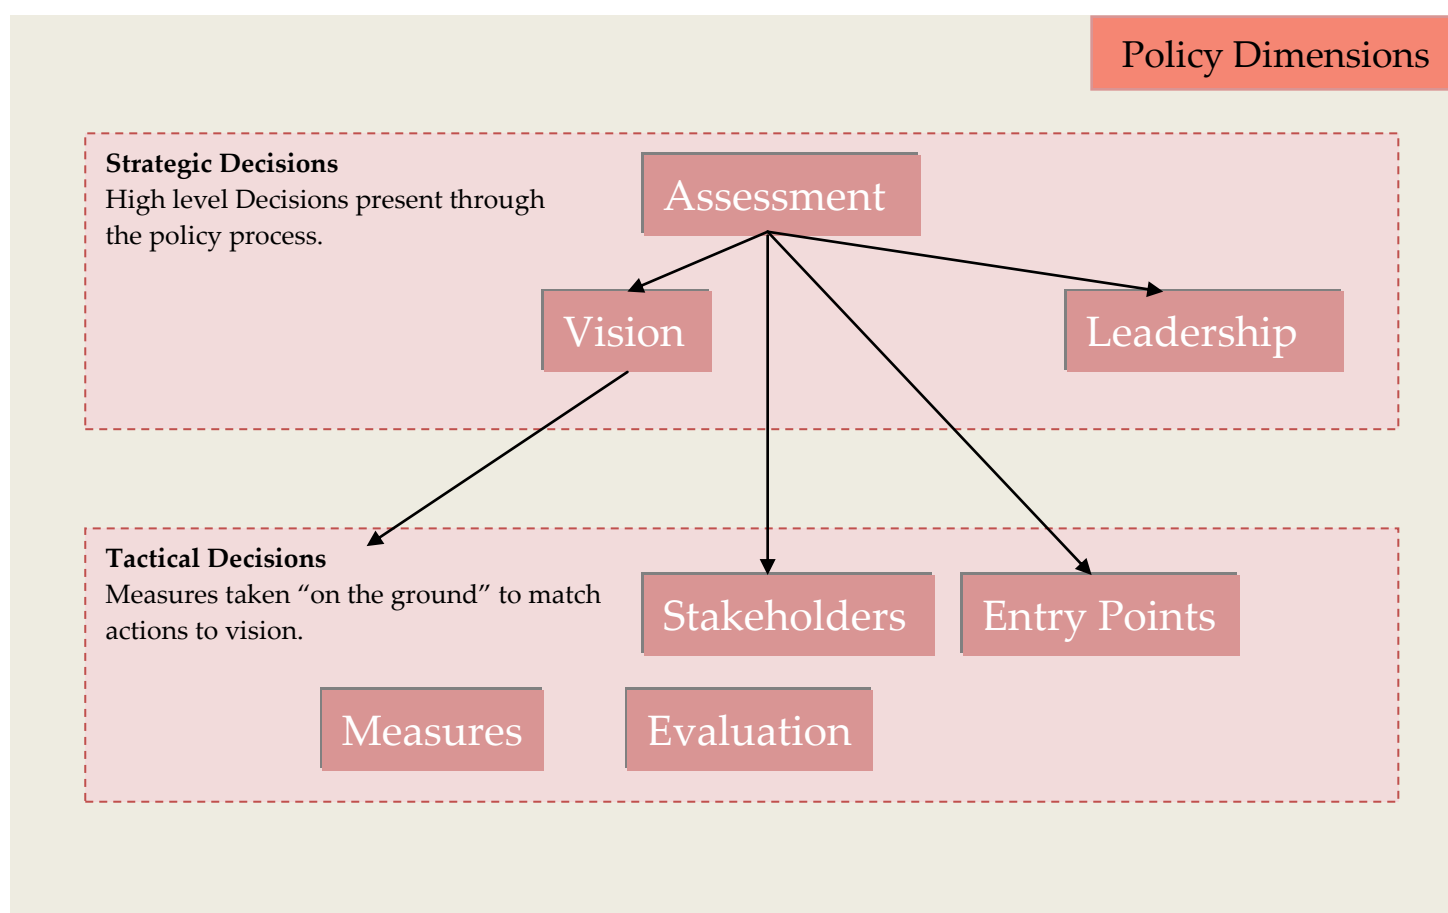 Policy Dimensions
Strategic Decisions
High level Decisions present through
the policy process.
Assessment
Vision
Leadership
Tactical Decisions
Measures taken “on the ground” to match
actions to vision.
Stakeholders
Entry Points
Measures
Evaluation